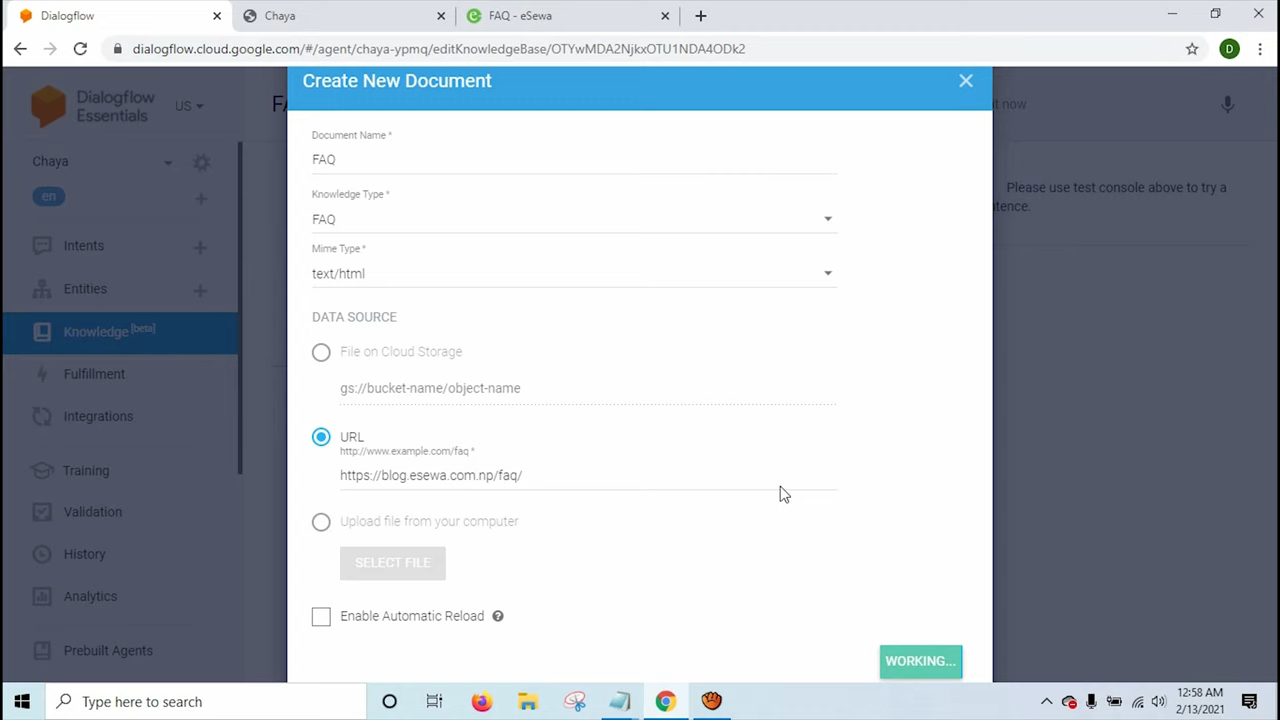 Dialogflow
Chaya
FAQ - eSewa
dialogflow.cloud.google.com/#/agent/chaya-ypmq/editKnowledgeBase/OTYwMDA2NjkxOTU1NDA4ODk2
D
Dialogflow
Essentials
US
Create New Document
t now
Chaya
en
Intents
Entities
Knowledge [beta]
Fulfillment
Integrations
Training
Validation
History
Analytics
Prebuilt Agents
Document Name *
FAQ
Knowledge Type *
FAQ
Mime Type *
text/html
DATA SOURCE
File on Cloud Storage
gs://bucket-name/object-name
URL
http://www.example.com/faq *
https://blog.esewa.com.np/faq/
Upload file from your computer
SELECT FILE
Enable Automatic Reload
WORKING...
Please use test console above to try a
ntence.
Type here to search
12:58 AM
2/13/2021